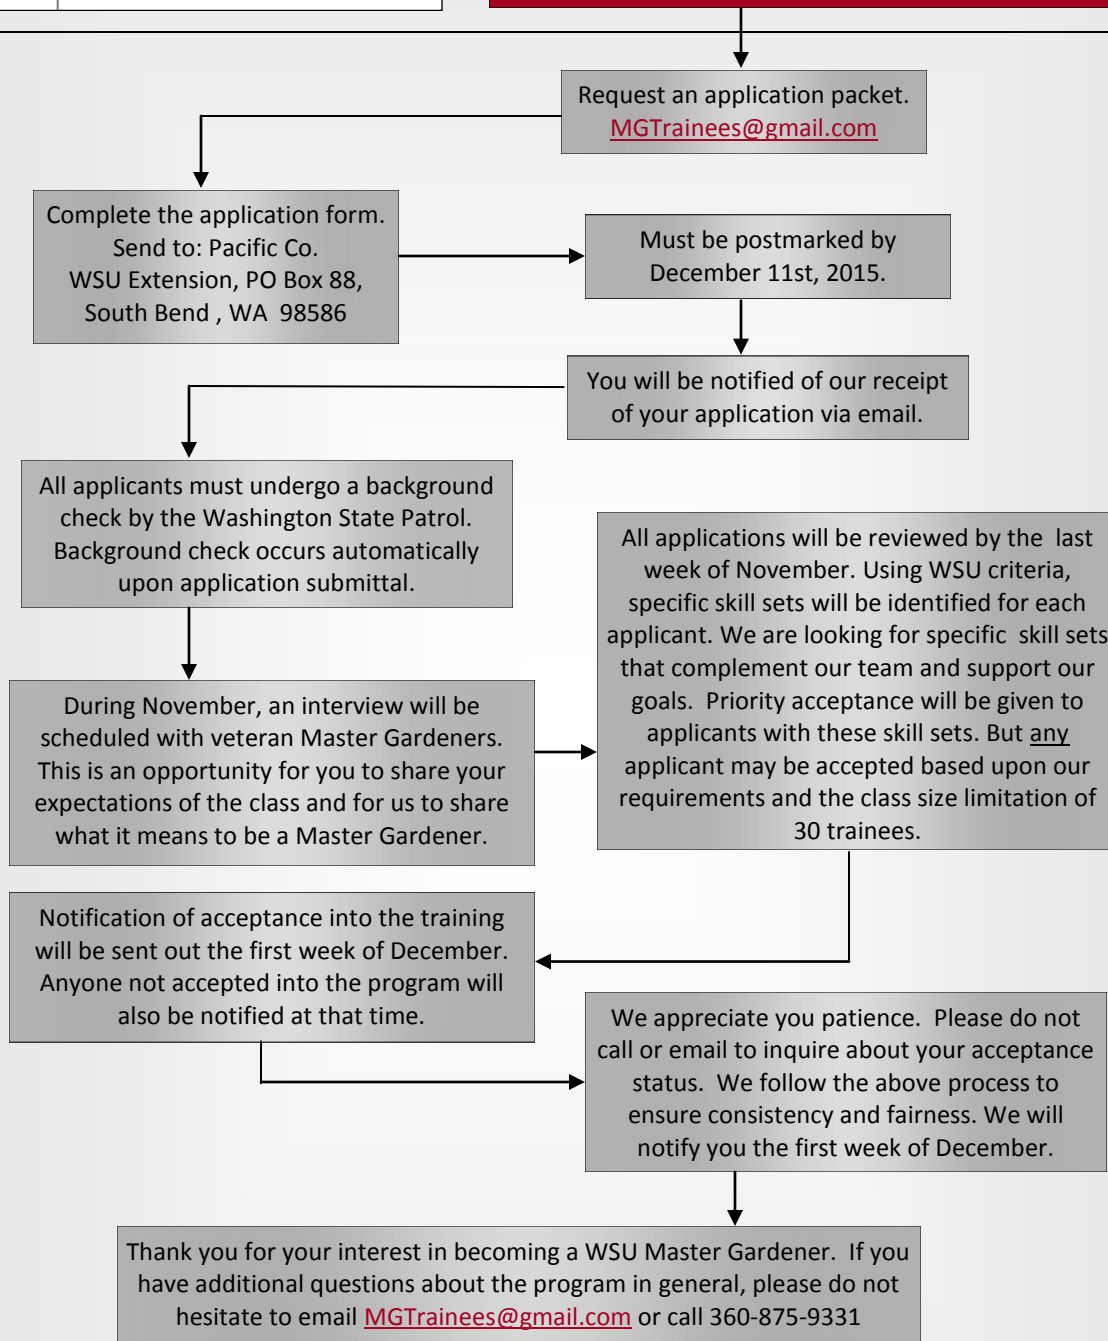 Request an application packet.
MGTrainees@gmail.com
Complete the application form.
Send to: Pacific Co.
WSU Extension, PO Box 88,
South Bend , WA  98586
Must be postmarked by
December 11st, 2015.
You will be notified of our receipt
of your application via email.
All applicants must undergo a background
check by the Washington State Patrol.
Background check occurs automatically
upon application submittal.
During November, an interview will be
scheduled with veteran Master Gardeners.
This is an opportunity for you to share your
expectations of the class and for us to share
what it means to be a Master Gardener.
All applications will be reviewed by the  last
week of November. Using WSU criteria,
specific skill sets will be identified for each
applicant. We are looking for specific  skill sets
that complement our team and support our
goals.  Priority acceptance will be given to
applicants with these skill sets. But any
applicant may be accepted based upon our
requirements and the class size limitation of
30 trainees.
Notification of acceptance into the training
will be sent out the first week of December.
Anyone not accepted into the program will
also be notified at that time.
We appreciate you patience.  Please do not
call or email to inquire about your acceptance
status.  We follow the above process to
ensure consistency and fairness. We will
notify you the first week of December.
Thank you for your interest in becoming a WSU Master Gardener.  If you
have additional questions about the program in general, please do not
hesitate to email MGTrainees@gmail.com or call 360-875-9331